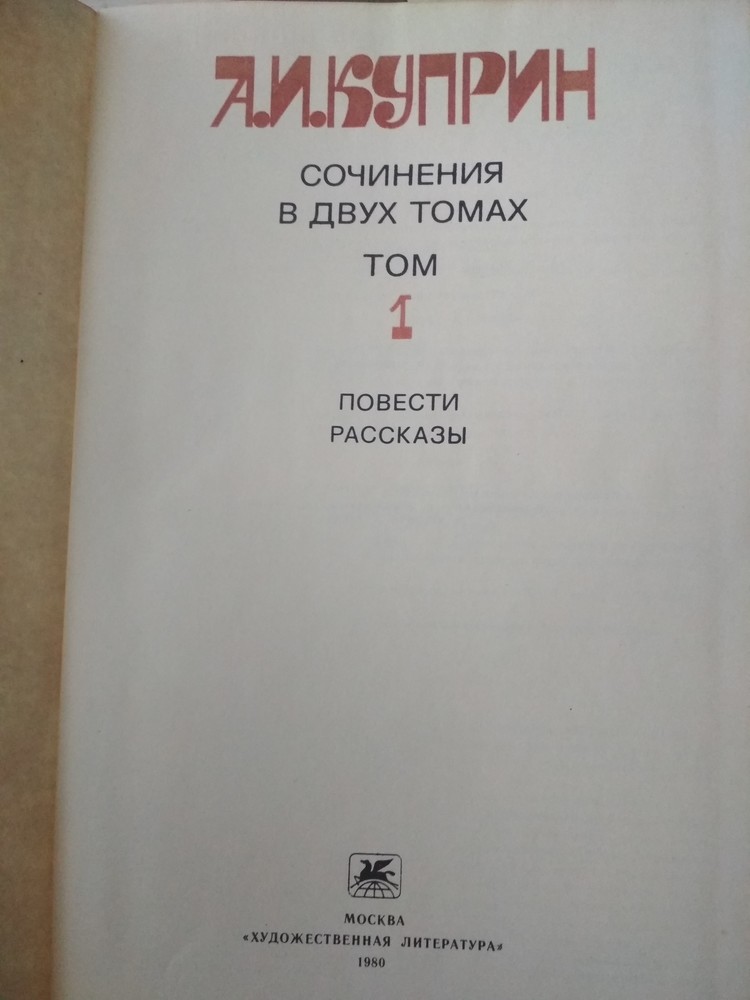 А.И.КУПРИН
СОЧИНЕНИЯ
В ДВУХ ТОМАХ
ТОМ
1
ПОВЕСТИ
РАССКАЗЫ
МОСКВА
«ХУДОЖЕСТВЕННАЯ ЛИТЕРАТУРА»
1980